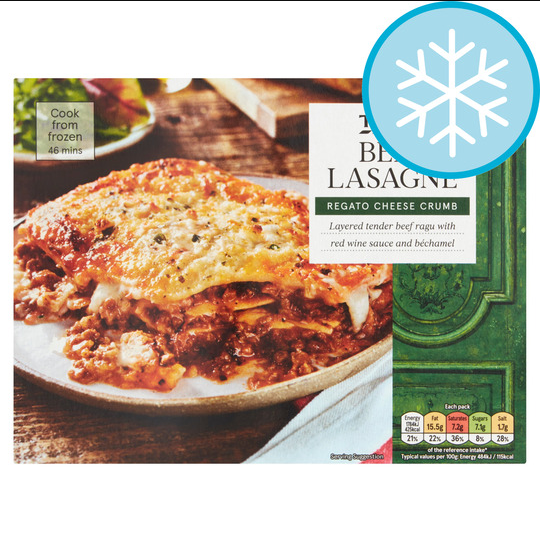 Cook
from
frozen
46 mins
LASAGNE
REGATO CHEESE CRUMB
Layered tender beef ragu with
red wine sauce and béchamel
Each pack
Energy Fat Saturates Sugars Salt
1764kJ
425kcal 15.5g 7.2g 7.1g 1.7g
21% 22% 36% 8% 28%
of the reference intake*
Typical values per 100g: Energy 484kJ / 115kcal
Serving Suggestion